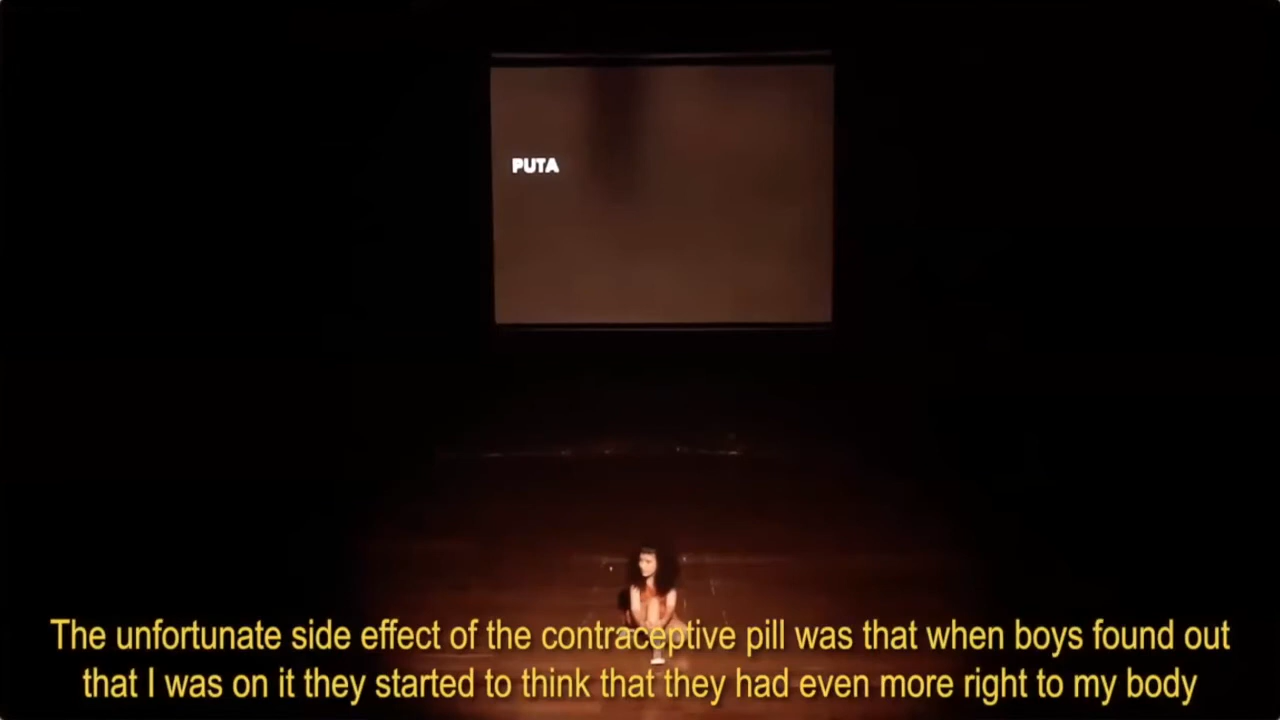 PUTA
The unfortunate side effect of the contraceptive pill was that when boys found out
that I was on it they started to think that they had even more right to my body